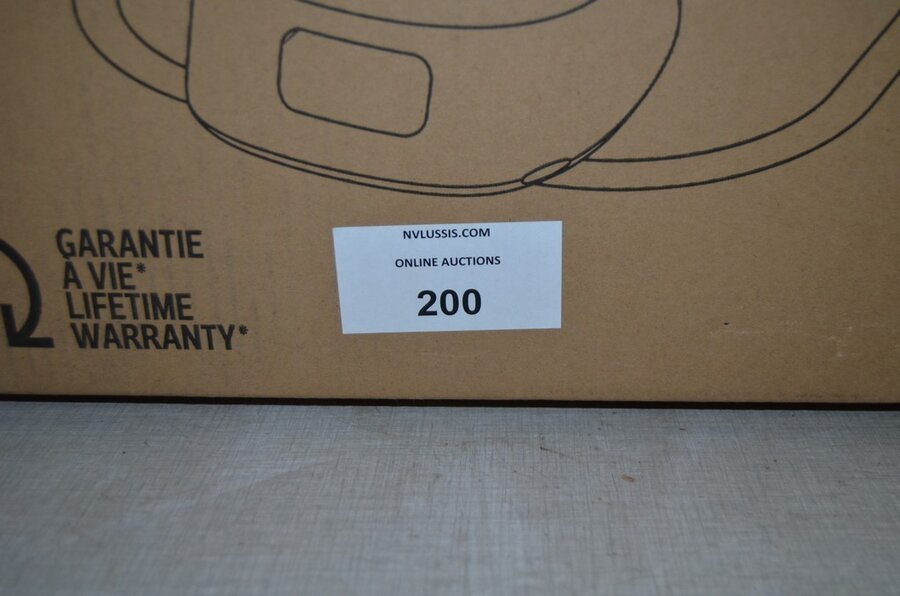 GARANTIE
À VIE*
LIFETIME
WARRANTY*
NVLUSSIS.COM
ONLINE AUCTIONS
200